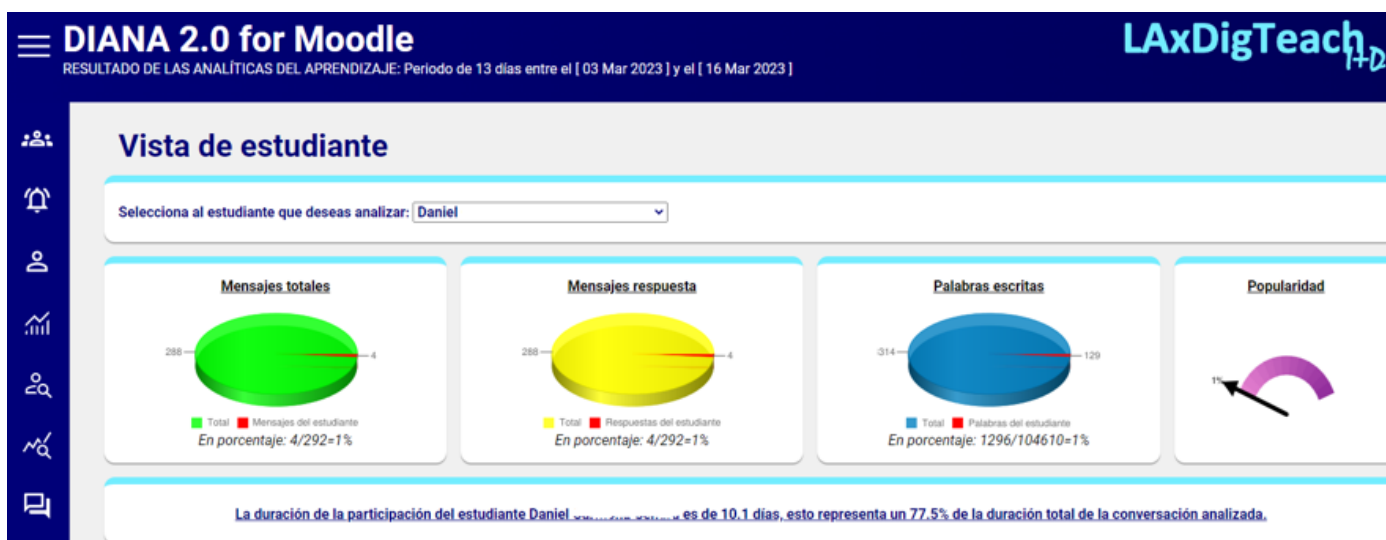 DIANA 2.0 for Moodle
RESULTADO DE LAS ANALÍTICAS DEL APRENDIZAJE: Periodo de 13 días entre el [ 03 Mar 2023 ] y el [ 16 Mar 2023 ]
LAxDigTeach
I+D
Vista de estudiante
Selecciona al estudiante que deseas analizar: Daniel
Mensajes totales
288
4
Total Mensajes del estudiante
En porcentaje: 4/292=1%
Mensajes respuesta
288
4
Total Respuestas del estudiante
En porcentaje: 4/292=1%
Palabras escritas
314
129
Total Palabras del estudiante
En porcentaje: 1296/104610=1%
Popularidad
1%
La duración de la participación del estudiante Daniel es de 10.1 días, esto representa un 77.5% de la duración total de la conversación analizada.